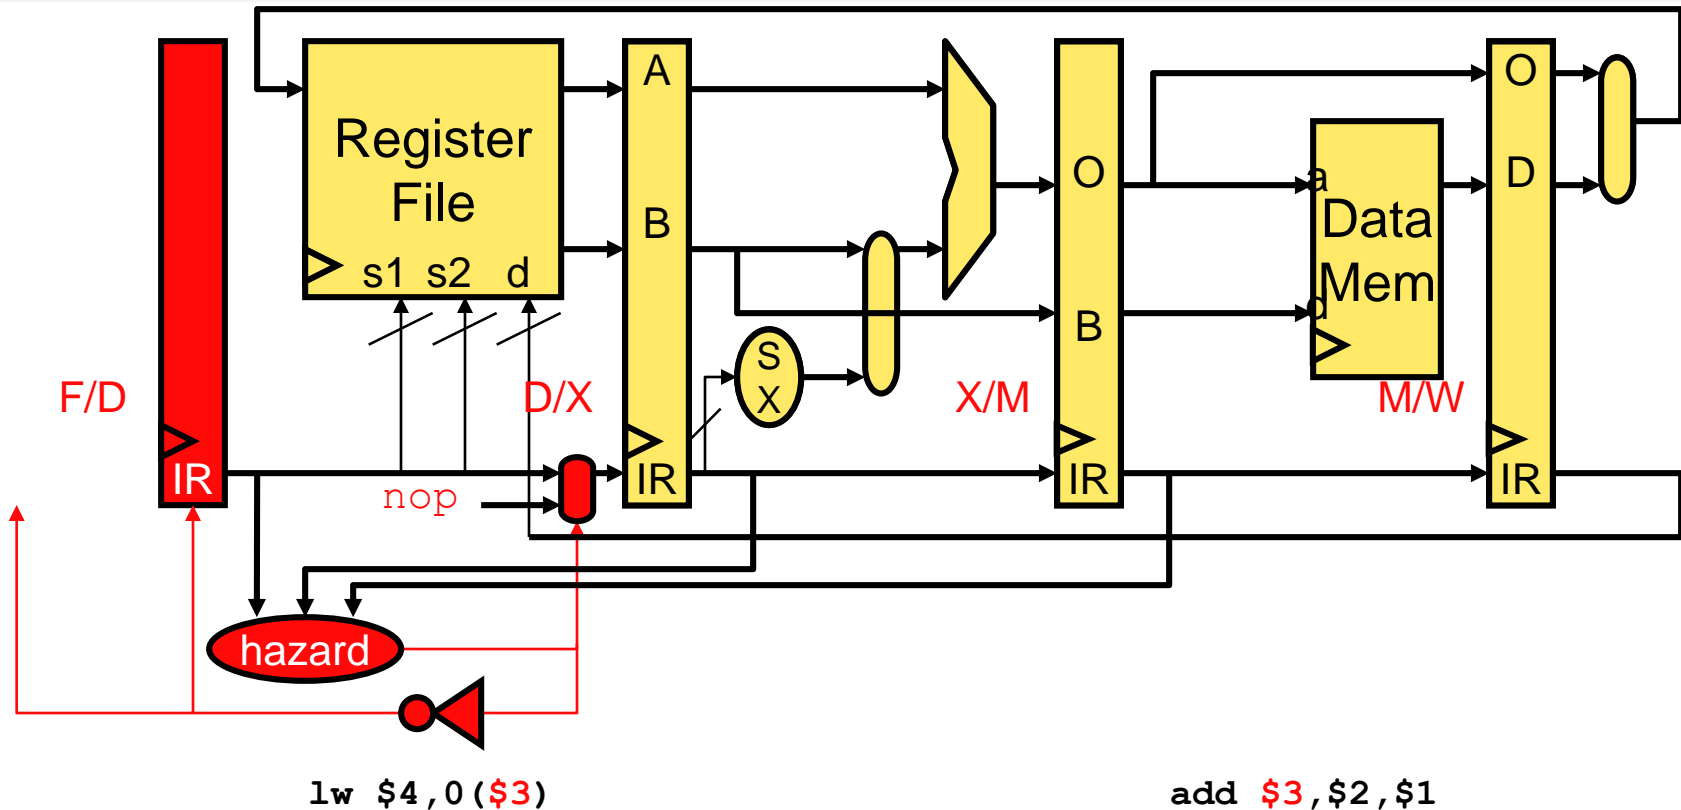 A
O
Register
File
O
D
B
a
Data
Mem
d
s1 s2 d
B
S
X
F/D
D/X
X/M
M/W
IR
IR
IR
IR
nop
hazard
lw $4,0($3)
add $3,$2,$1